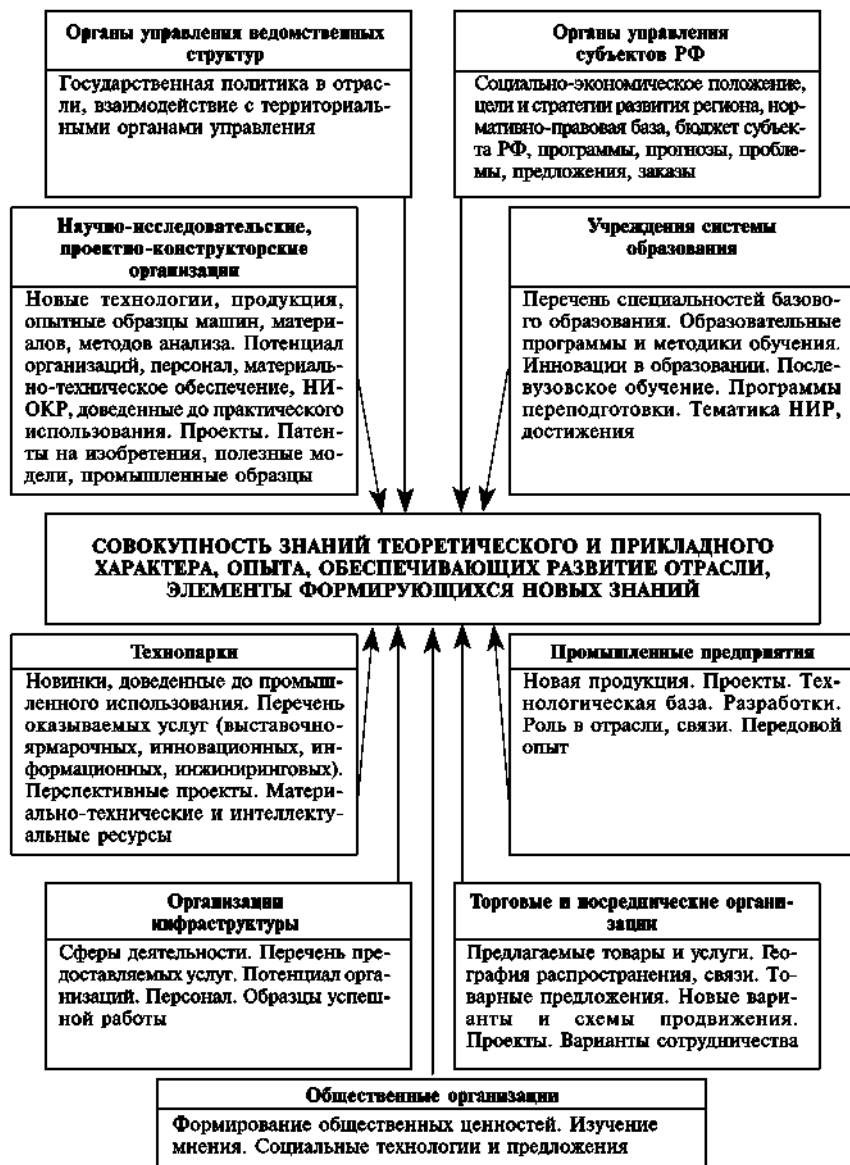 Органы управления ведомственных
структур
Государственная политика в отрас-
ли, взаимодействие с территориаль-
ными органами управления
Органы управления
субъектов РФ
Социально-экономическое положение,
цели и стратегии развития региона, нор-
мативно-правовая база, бюджет субъек-
та РФ, программы, прогнозы, пробле-
мы, предложения, заказы
Научно-исследовательские,
проектно-конструкторские
организации
Новые технологии, продукция,
опытные образцы машин, матери-
алов, методов анализа. Потенциал
организаций, персонал, материаль-
но-техническое обеспечение, НИ-
ОКР, доведенные до практического
использования. Проекты. Патен-
ты на изобретения, полезные мо-
дели, промышленные образцы
Учреждения системы
образования
Перечень специальностей базово-
го образования. Образовательные
программы и методики обучения.
Инновации в образовании. После-
вузовское обучение. Программы
переподготовки. Тематика НИР,
достижения
СОВОКУПНОСТЬ ЗНАНИЙ ТЕОРЕТИЧЕСКОГО И ПРИКЛАДНОГО
ХАРАКТЕРА, ОПЫТА, ОБЕСПЕЧИВАЮЩИХ РАЗВИТИЕ ОТРАСЛИ,
ЭЛЕМЕНТЫ ФОРМИРУЮЩИХСЯ НОВЫХ ЗНАНИЙ
Технопарки
Новинки, доведенные до промыш-
ленного использования. Перечень
оказываемых услуг (выставочно-
ярмарочных, инновационных, ин-
формационных, инжиниринговых).
Перспективные проекты. Матери-
ально-технические и интеллекту-
альные ресурсы
Промышленные предприятия
Новая продукция. Проекты. Тех-
нологическая база. Разработки.
Роль в отрасли, связи. Передовой
опыт
Организации
инфраструктуры
Сферы деятельности. Перечень пре-
доставляемых услуг. Потенциал орга-
низаций. Персонал. Образцы успеш-
ной работы
Торговые и посреднические органи-
зации
Предлагаемые товары и услуги. Гео-
графия распространения, связи. То-
варные предложения. Новые вари-
анты и схемы продвижения.
Проекты. Варианты сотрудничества
Общественные организации
Формирование общественных ценностей. Изучение
мнения. Социальные технологии и предложения